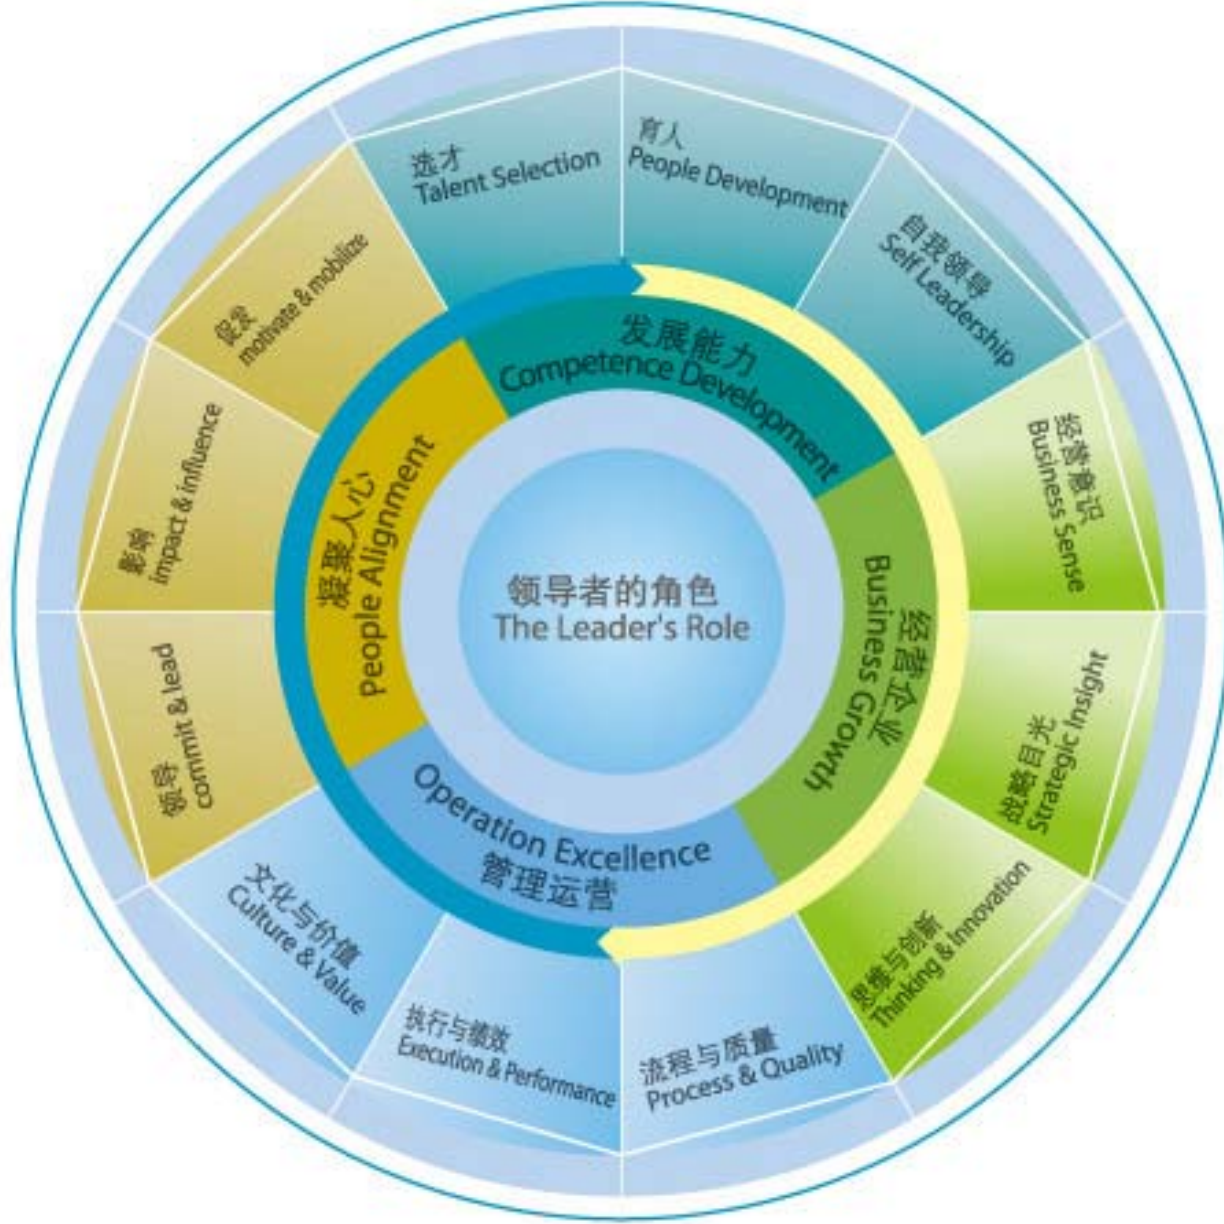 领导者的角色
The Leader's Role
发展能力
Competence Development
经营企业
Business Growth
Operation Excellence
管理运营
凝聚人心
People Alignment
选才
Talent Selection
育人
People Development
自我领导
Self Leadership
经营意识
Business Sense
战略目光
Strategic Insight
思维与创新
Thinking & Innovation
流程与质量
Process & Quality
执行与绩效
Execution & Performance
文化与价值
Culture & Value
领导
commit & lead
影响
impact & influence
促发
motivate & mobilize